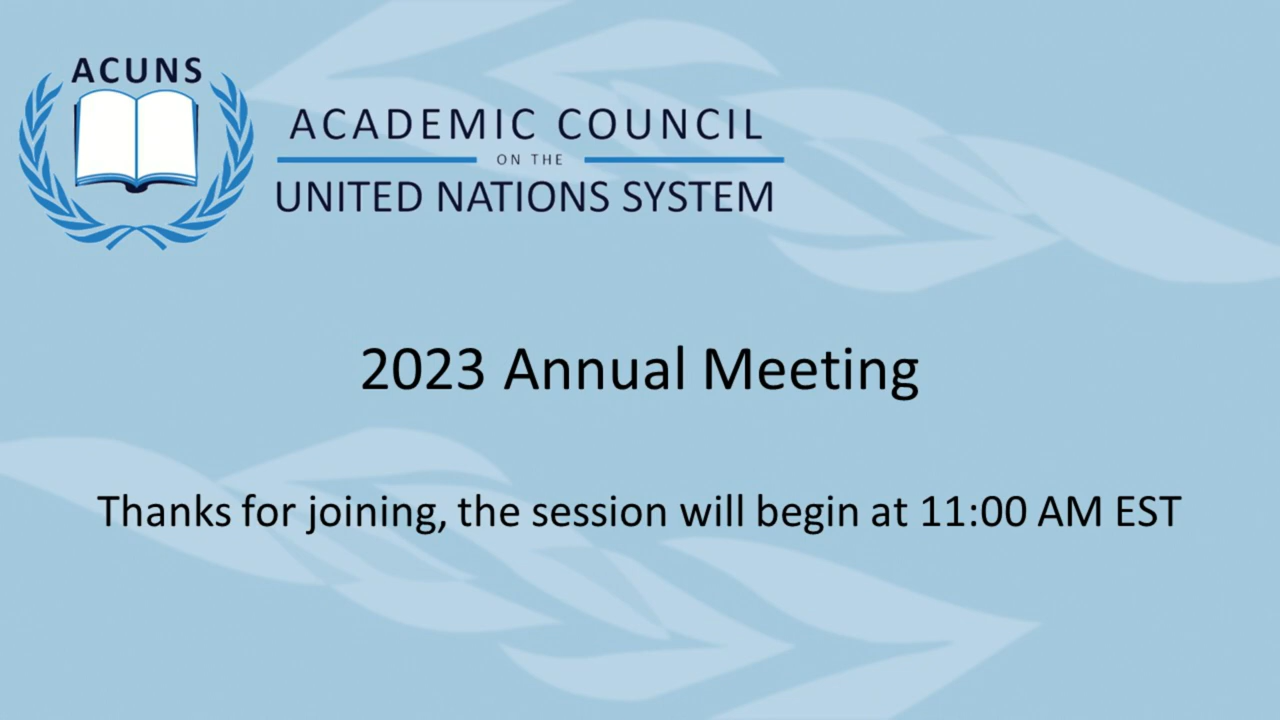 ACUNS
ACADEMIC COUNCIL
ON THE
UNITED NATIONS SYSTEM
2023 Annual Meeting
Thanks for joining, the session will begin at 11:00 AM EST